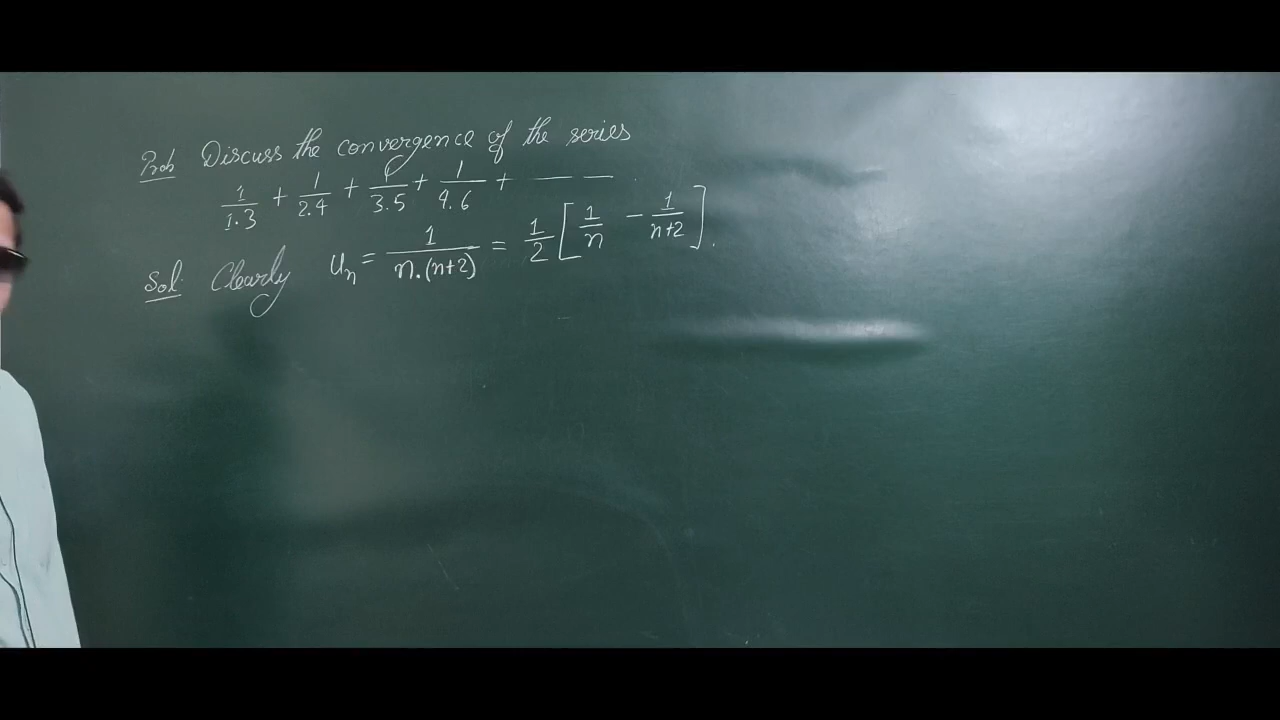 Prob Discuss the convergence of the series
1/1.3 + 1/2.4 + 1/3.5 + 1/4.6 + ---.
Sol: Clearly u_n = 1/n.(n+2) = 1/2 [1/n - 1/n+2].